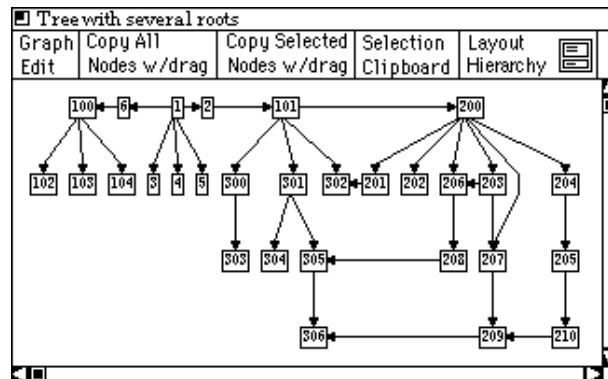 Tree with several roots
Graph Copy All Copy Selected Selection Layout
Edit Nodes w/drag Nodes w/drag Clipboard Hierarchy
100 6 1 2 101 200
102 103 104 3 4 5 300 301 302 201 202 206 203 204
303 304 305 208 207 205
306 209 210